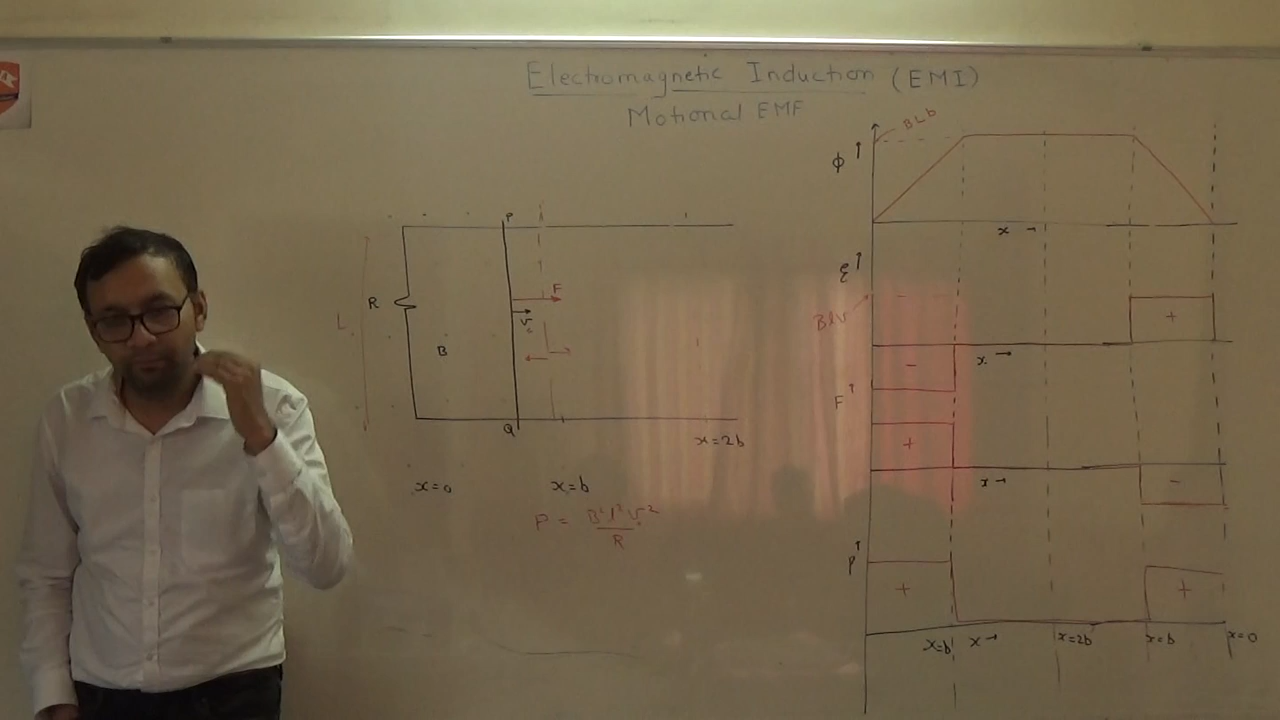 Electromagnetic Induction (EMI)
Motional EMF
P
R
L
B
F
V
Q
x=0
x=b
x=2b
P = B²l²V²/R
ϕ ↑
BLb
x →
ℰ ↑
BlV
+
x →
-
F ↑
+
x →
-
P ↑
+
+
x=b
x →
x=2b
x=b
x=0